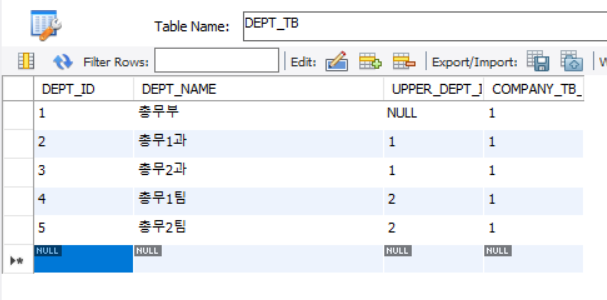 Table Name: DEPT_TB
Filter Rows: Edit: Export/Import: W
DEPT_ID DEPT_NAME UPPER_DEPT_I COMPANY_TB_
1 총무부 NULL 1
2 총무1과 1 1
3 총무2과 1 1
4 총무1팀 2 1
5 총무2팀 2 1
NULL NULL NULL NULL